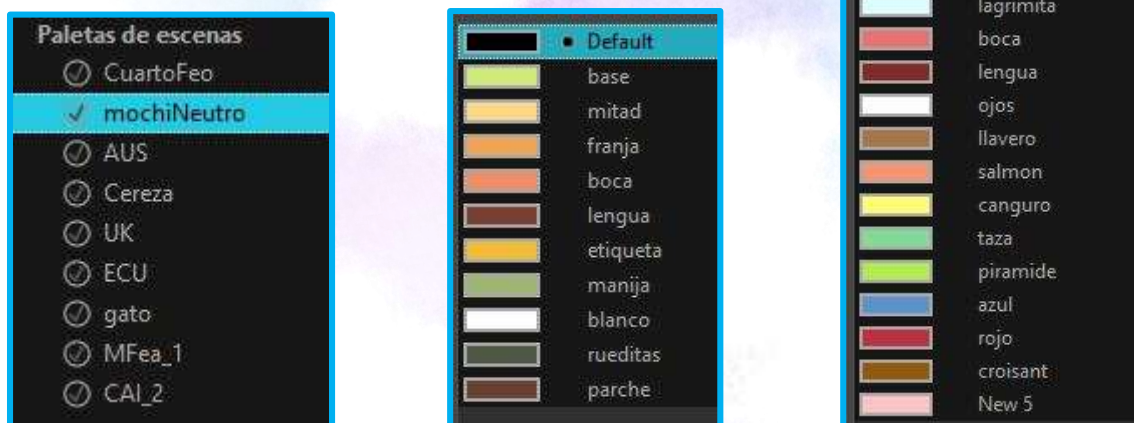 Paletas de escenas
CuartoFeo
mochiNeutro
AUS
Cereza
UK
ECU
gato
MFea_1
CAI_2
Default
base
mitad
franja
boca
lengua
etiqueta
manija
blanco
rueditas
parche
lagrimita
boca
lengua
ojos
llavero
salmon
canguro
taza
piramide
azul
rojo
croisant
New 5